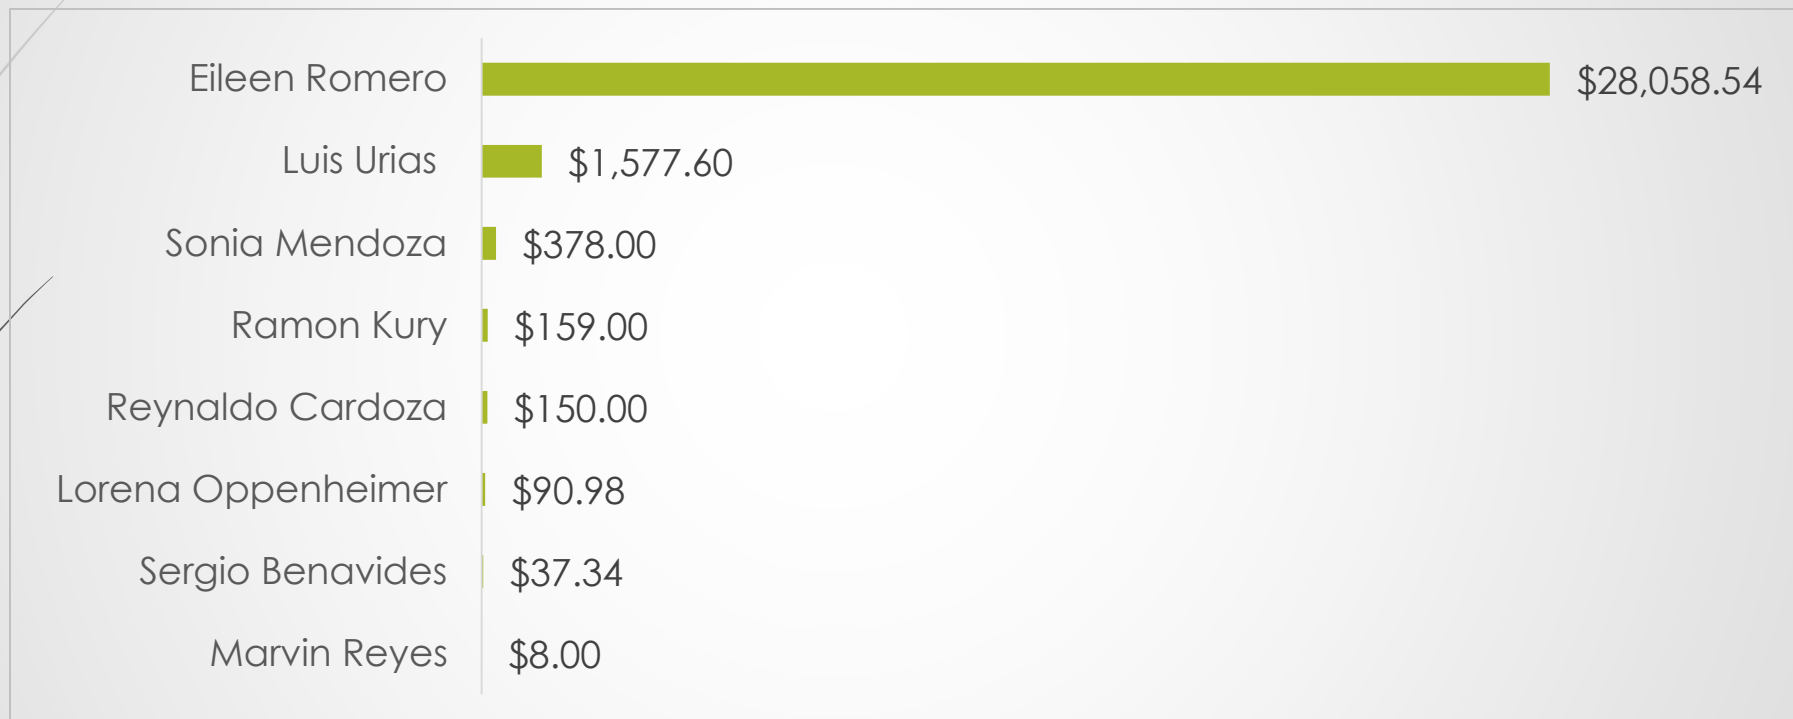 Eileen Romero $28,058.54
Luis Urias $1,577.60
Sonia Mendoza $378.00
Ramon Kury $159.00
Reynaldo Cardoza $150.00
Lorena Oppenheimer $90.98
Sergio Benavides $37.34
Marvin Reyes $8.00